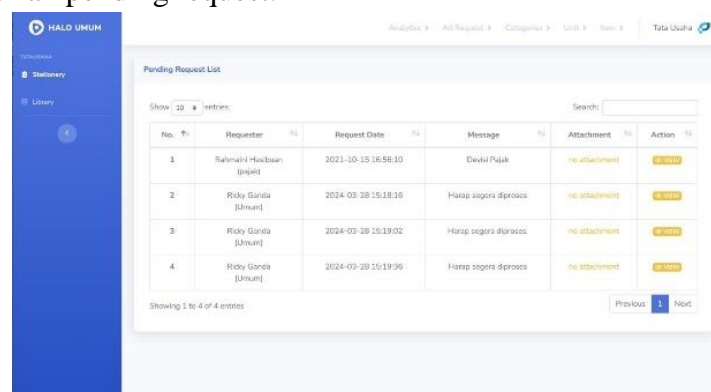 pending request.
HALO UMUM
Analytics > All Request > Categories > Unit > Item >
Tata Usaha
TATAUSAHA
Stationary
Library
Pending Request List
Show 10 entries
Search:
No. Requester Request Date Message Attachment Action
1 Rahmaini Hasibuan (pajak) 2021-10-15 16:56:10 Devisi Pajak no attachment VIEW
2 Ricky Ganda (Umum) 2024-03-28 15:18:16 Harap segera diproses no attachment VIEW
3 Ricky Ganda (Umum) 2024-03-28 15:19:02 Harap segera diproses no attachment VIEW
4 Ricky Ganda (Umum) 2024-03-28 15:19:36 Harap segera diproses no attachment VIEW
Showing 1 to 4 of 4 entries
Previous 1 Next